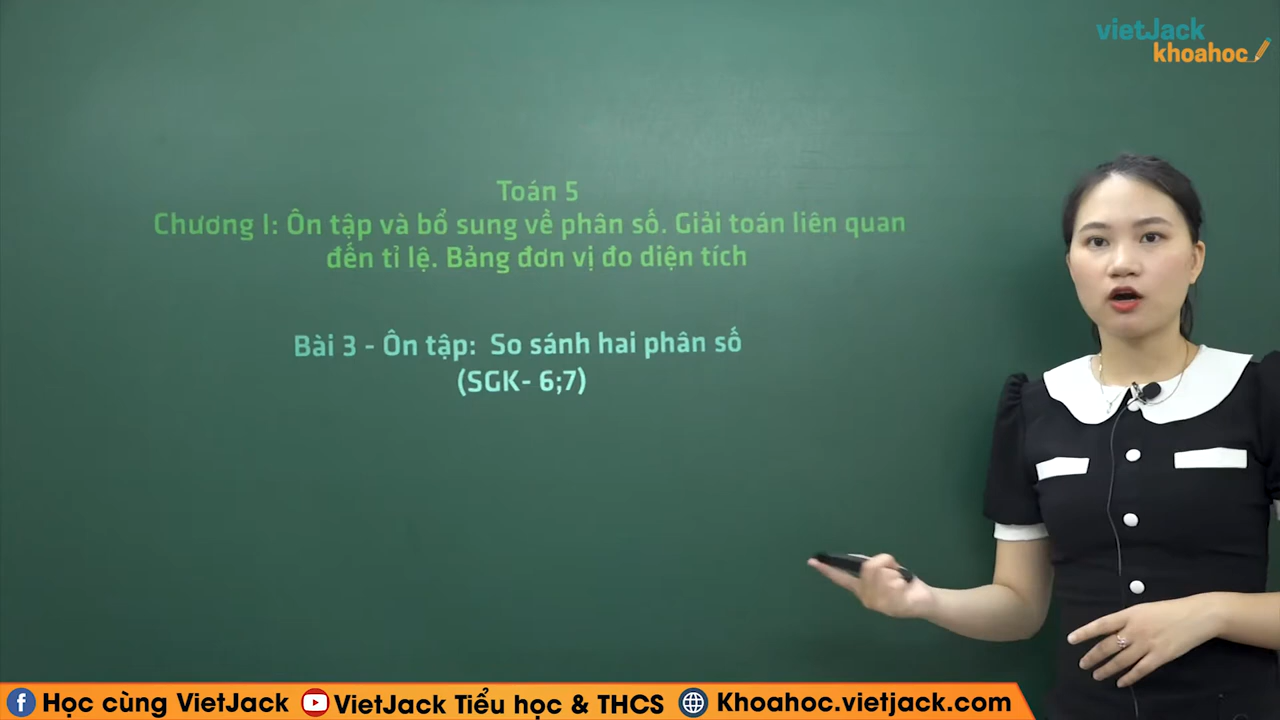 vietJack
khoahoc
Toán 5
Chương I: Ôn tập và bổ sung về phân số. Giải toán liên quan
đến tỉ lệ. Bảng đơn vị đo diện tích
Bài 3 - Ôn tập: So sánh hai phân số
(SGK- 6;7)
Học cùng VietJack VietJack Tiểu học & THCS Khoahoc.vietjack.com